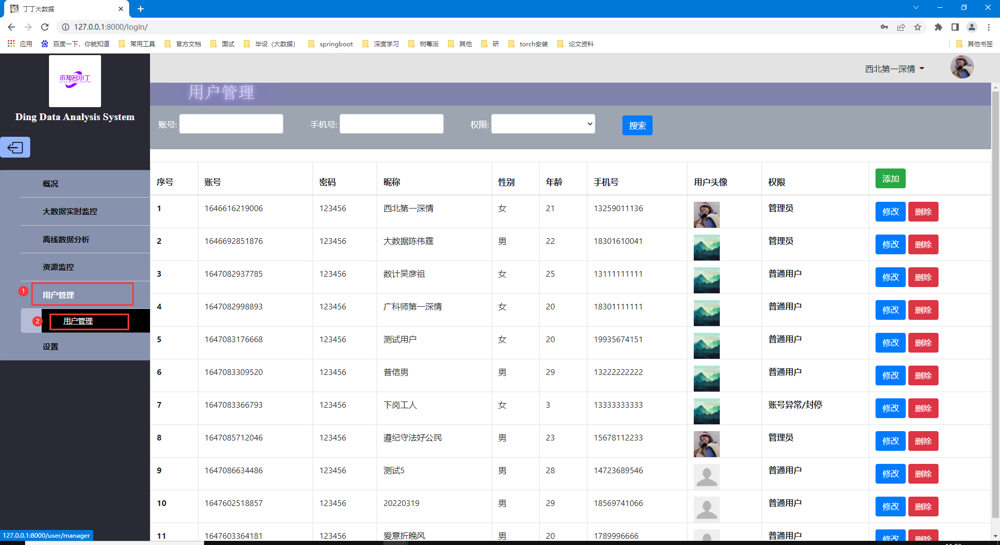 丁丁大数据
127.0.0.1:8000/login/
应用 百度一下，你就知道 常用工具 官方文档 面试 毕设（大数据） springboot 深度学习 树莓派 其他 研 torch安装 论文资料 其他书签
木知名小丁
Ding Data Analysis System
西北第一深情
用户管理
账号: 手机号: 权限: 搜索
概况
大数据实时监控
离线数据分析
资源监控
1 用户管理
2 用户管理
设置
序号 账号 密码 昵称 性别 年龄 手机号 用户头像 权限 添加
1 1646616219006 123456 西北第一深情 女 21 13259011136 管理员 修改 删除
2 1646692851876 123456 大数据陈伟霆 男 22 18301610041 管理员 修改 删除
3 1647082937785 123456 数计吴彦祖 女 25 13111111111 普通用户 修改 删除
4 1647082998893 123456 广科师第一深情 女 20 18301111111 普通用户 修改 删除
5 1647083176668 123456 测试用户 女 20 19935674151 普通用户 修改 删除
6 1647083309520 123456 普信男 男 29 13222222222 普通用户 修改 删除
7 1647083366793 123456 下岗工人 女 3 13333333333 账号异常/封停 修改 删除
8 1647085712046 123456 遵纪守法好公民 男 23 15678112233 管理员 修改 删除
9 1647086634486 123456 测试5 男 28 14723689546 普通用户 修改 删除
10 1647602518857 123456 20220319 男 29 18569741066 普通用户 修改 删除
11 1647603364181 123456 爱意折晚风 男 20 1789996666 普通用户 修改 删除
127.0.0.1:8000/user/manager